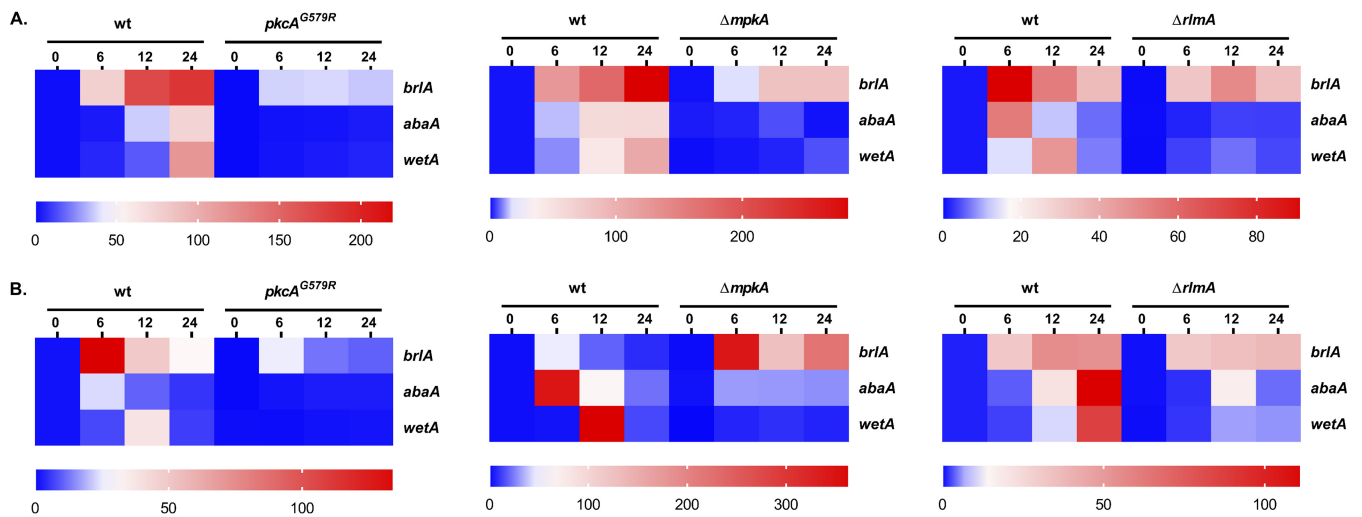 A.
wt pkcA^G579R wt ΔmpkA wt ΔrlmA
0 6 12 24 0 6 12 24 0 6 12 24 0 6 12 24 0 6 12 24 0 6 12 24
brlA brlA brlA
abaA abaA abaA
wetA wetA wetA
0 50 100 150 200 0 100 200 0 20 40 60 80
B.
wt pkcA^G579R wt ΔmpkA wt ΔrlmA
0 6 12 24 0 6 12 24 0 6 12 24 0 6 12 24 0 6 12 24 0 6 12 24
brlA brlA brlA
abaA abaA abaA
wetA wetA wetA
0 50 100 0 100 200 300 0 50 100